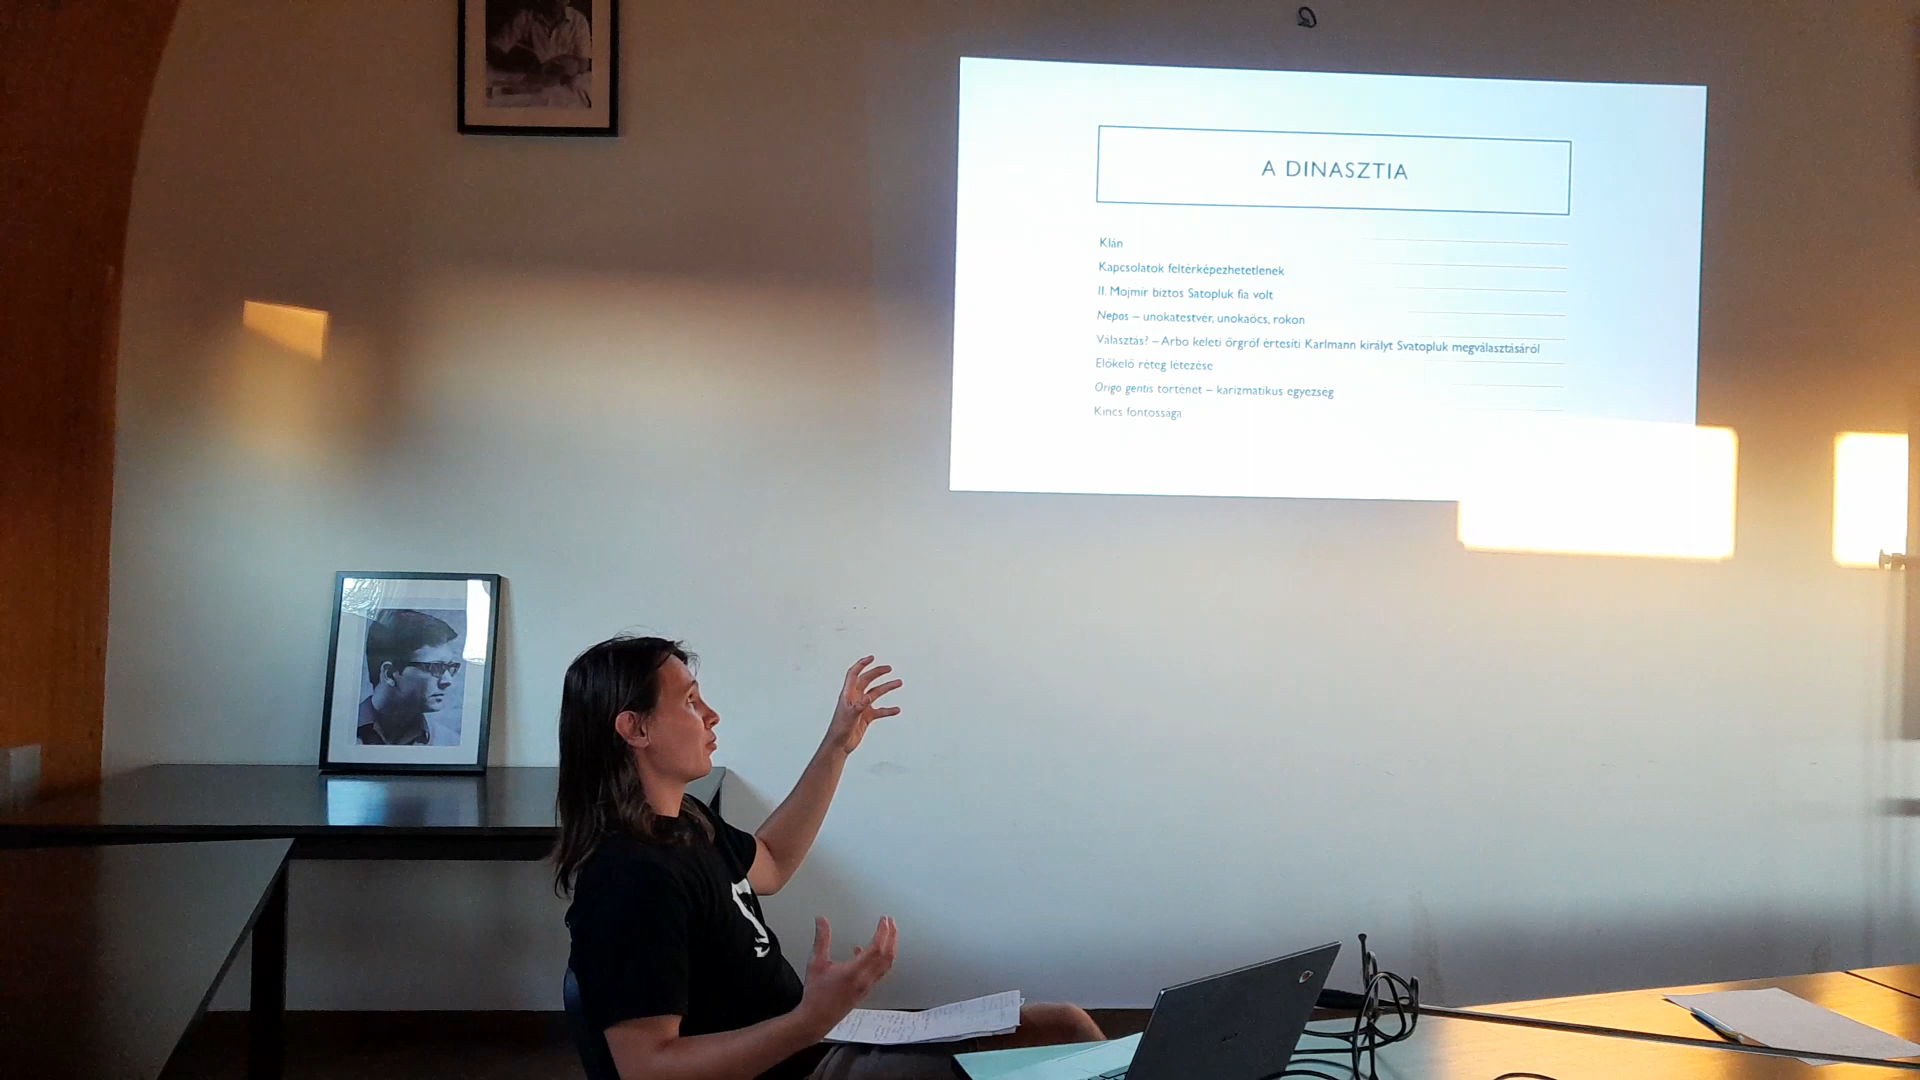 A DINASZTIA
Klán
Kapcsolatok feltérképezhetetlenek
II. Mojmír biztos Satopluk fia volt
Nepos – unokatestvér, unokaöcs, rokon
Választás? – Arbo keleti őrgróf értesíti Karlmann királyt Svatopluk megválasztásáról
Előkelő réteg létezése
Origo gentis történet – karizmatikus egyezség
Kincs fontossága